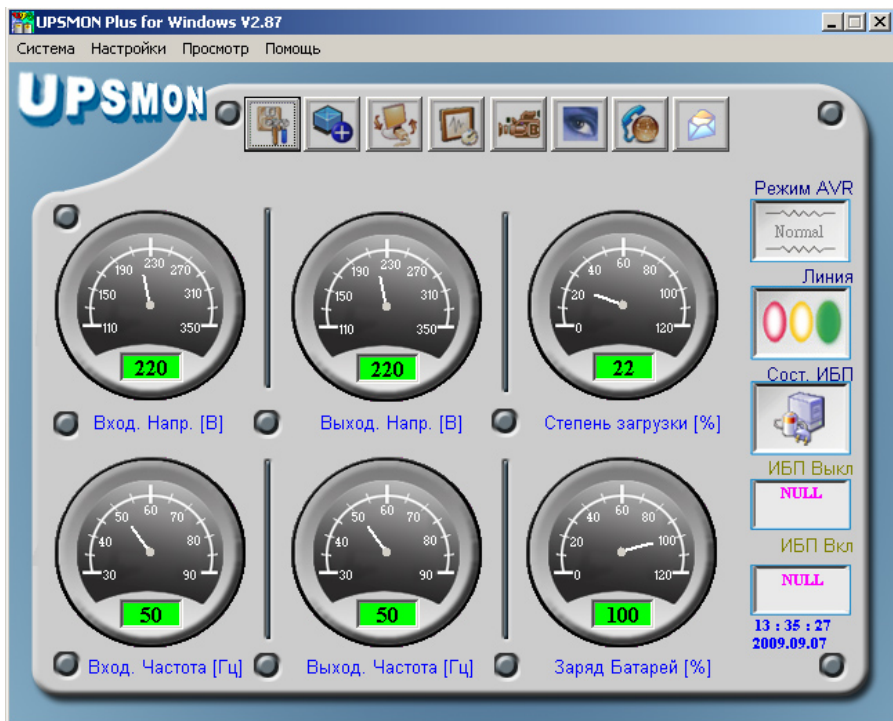 UPSMON Plus for Windows V2.87
Система Настройки Просмотр Помощь
UPSMON
Режим AVR
Normal
Линия
Сост. ИБП
ИБП Выкл
NULL
ИБП Вкл
NULL
13 : 35 : 27
2009.09.07
110 150 190 230 270 310 350
220
Вход. Напр. [В]
110 150 190 230 270 310 350
220
Выход. Напр. [В]
0 20 40 60 80 100 120
22
Степень загрузки [%]
30 40 50 60 70 80 90
50
Вход. Частота [Гц]
30 40 50 60 70 80 90
50
Выход. Частота [Гц]
0 20 40 60 80 100 120
100
Заряд Батарей [%]